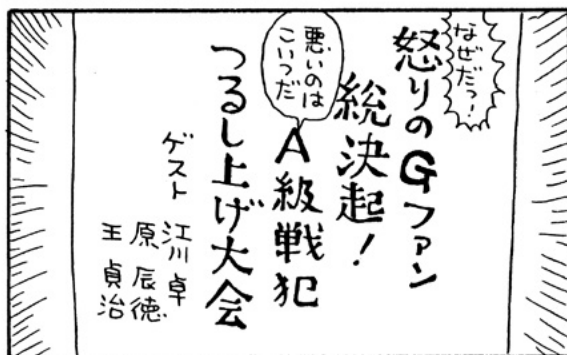 なぜだっ!
怒りのGファン
総決起!
悪いのは
こいつだ
A級戦犯
つるし上げ大会
ゲスト
江川卓
原辰徳
王貞治